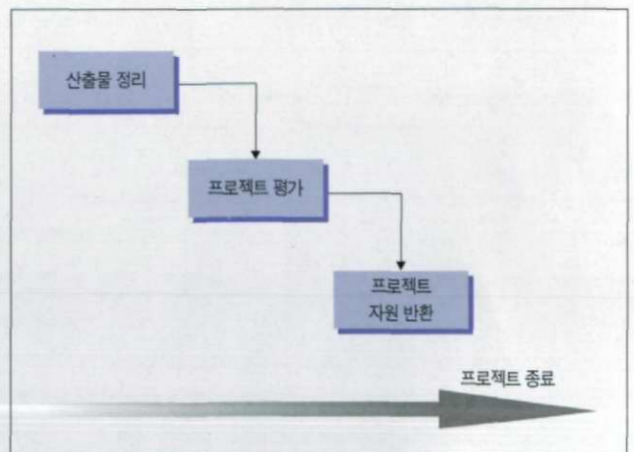 산출물 정리
프로젝트 평가
프로젝트
자원 반환
프로젝트 종료